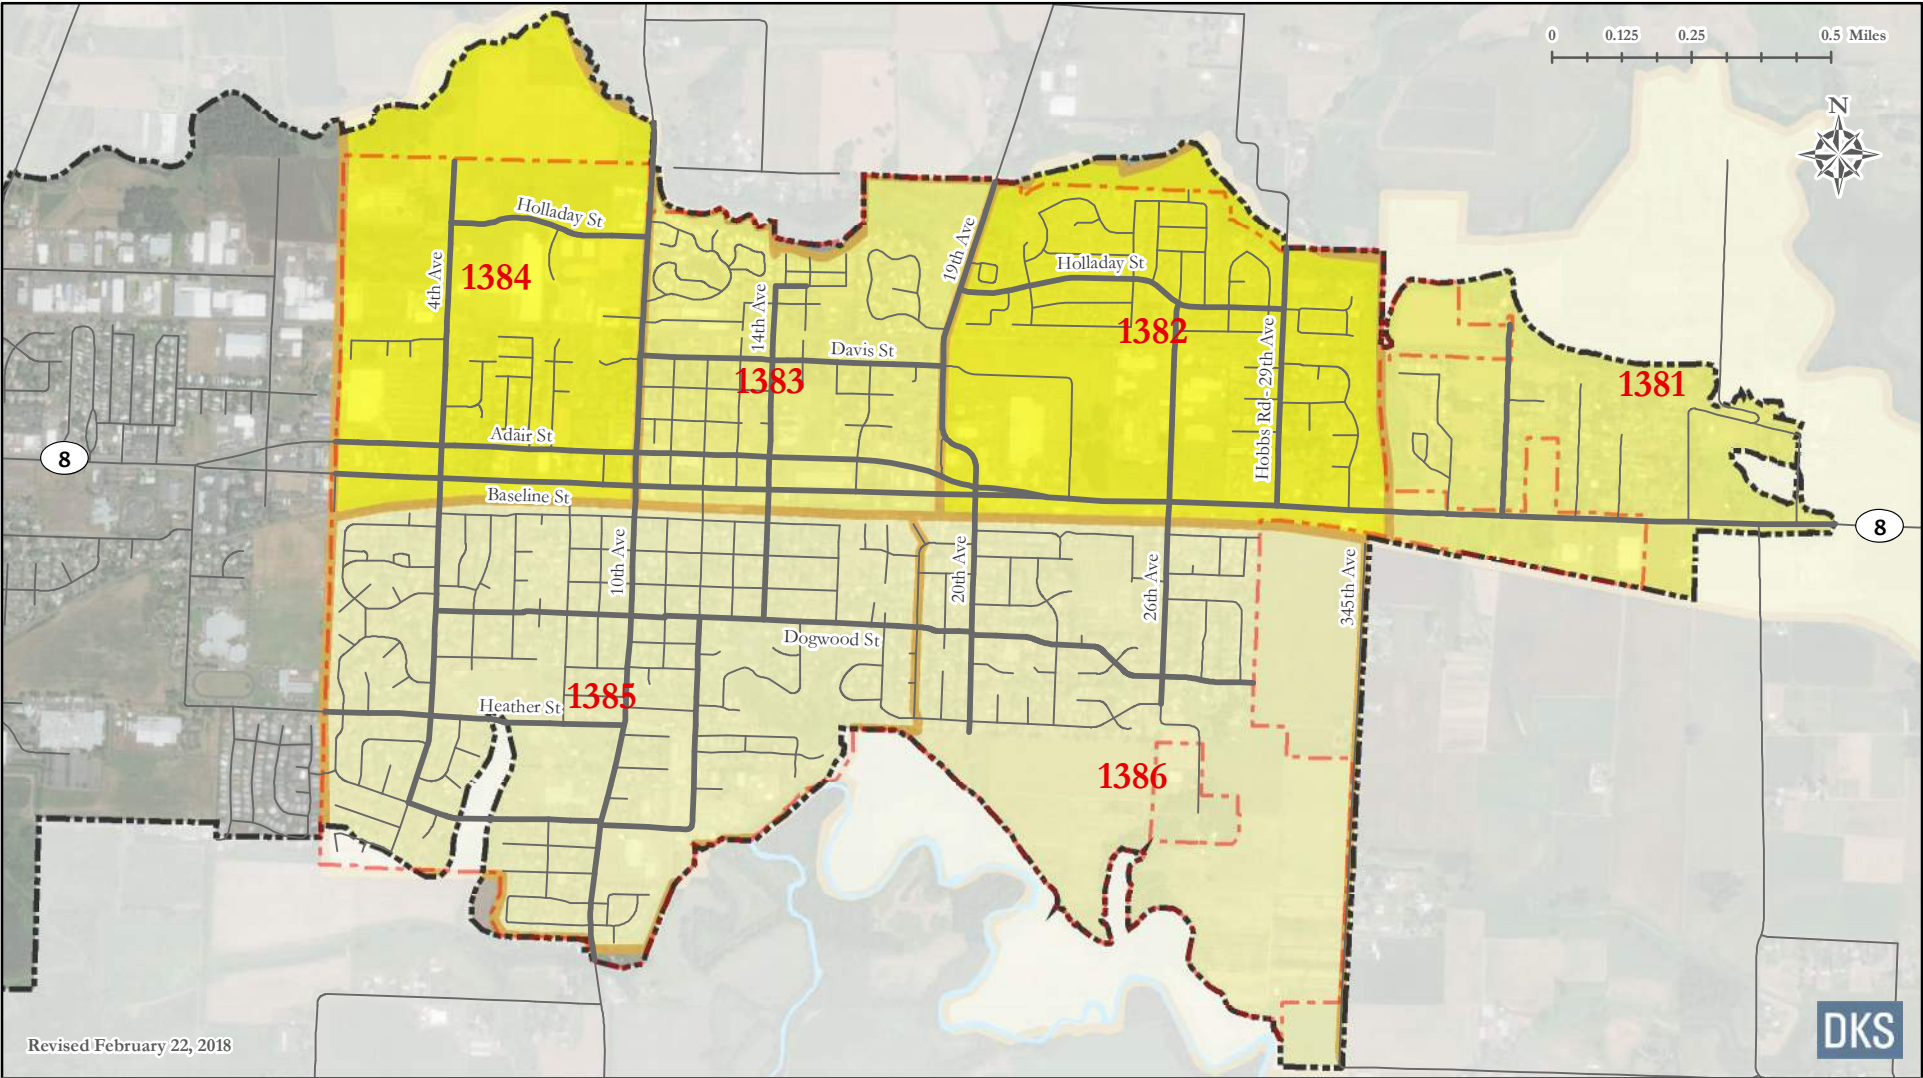 0 0.125 0.25 0.5 Miles
N
Holladay St
4th Ave
1384
19th Ave
Holladay St
14th Ave
1382
Davis St
1383
Hobbs Rd - 29th Ave
1381
Adair St
8
Baseline St
8
10th Ave
20th Ave
26th Ave
345th Ave
Dogwood St
Heather St
1385
1386
DKS
Revised February 22, 2018